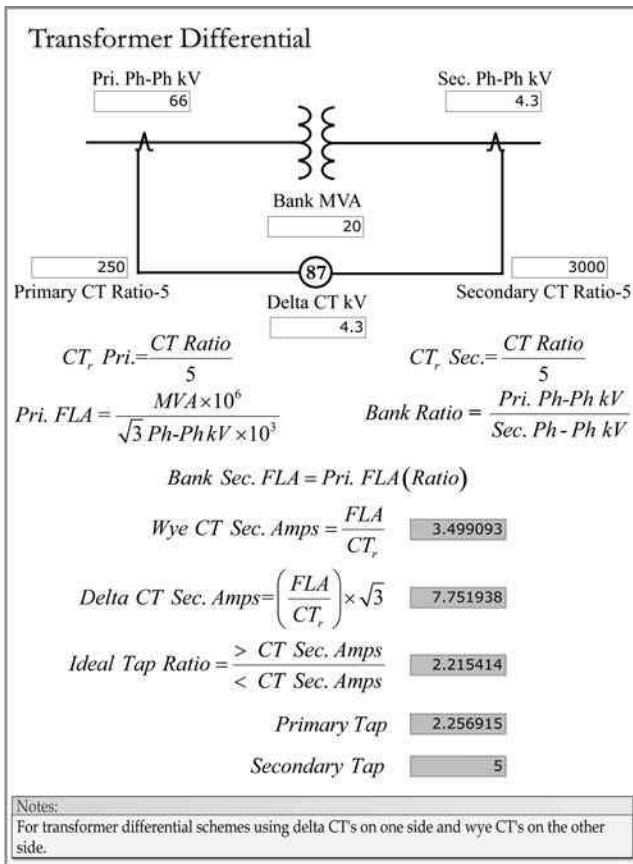 Transformer Differential
Pri. Ph-Ph kV
66
Sec. Ph-Ph kV
4.3
Bank MVA
20
250
Primary CT Ratio-5
87
3000
Secondary CT Ratio-5
Delta CT kV
4.3
CTr Pri.=CT Ratio/5
CTr Sec.=CT Ratio/5
Pri. FLA = MVA×10^6/√3 Ph-Ph kV ×10^3
Bank Ratio = Pri. Ph-Ph kV/Sec. Ph - Ph kV
Bank Sec. FLA = Pri. FLA(Ratio)
Wye CT Sec. Amps = FLA/CTr 3.499093
Delta CT Sec. Amps=(FLA/CTr)×√3 7.751938
Ideal Tap Ratio = > CT Sec. Amps/< CT Sec. Amps 2.215414
Primary Tap 2.256915
Secondary Tap 5
Notes:
For transformer differential schemes using delta CT's on one side and wye CT's on the other
side.